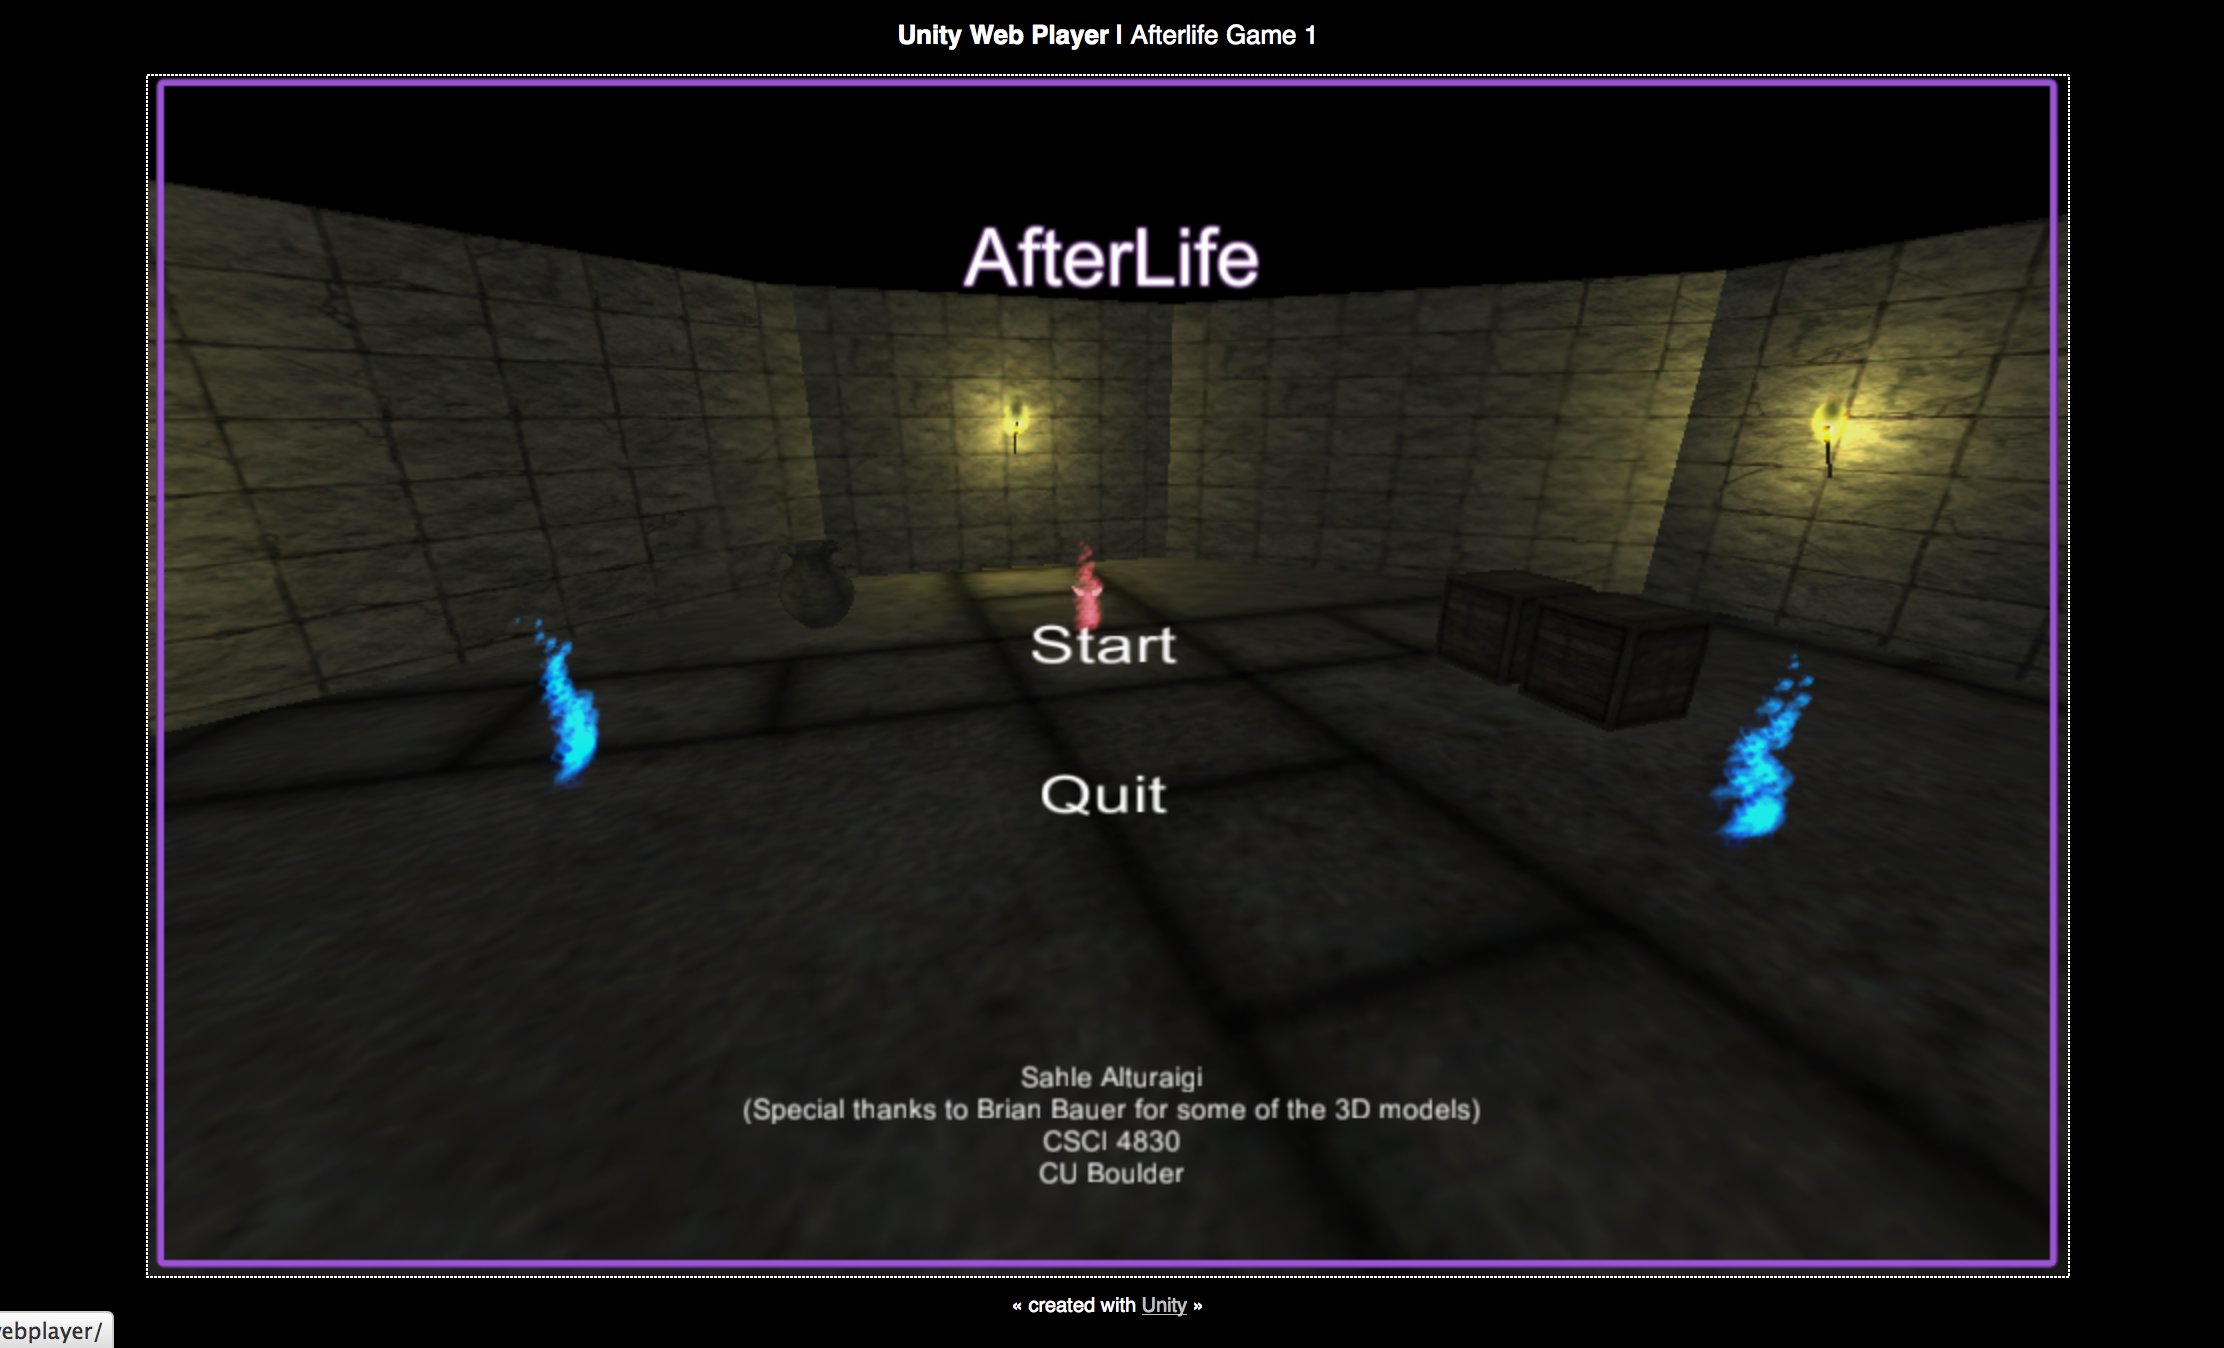 Unity Web Player | Afterlife Game 1
AfterLife
Start
Quit
Sahle Alturaigi
(Special thanks to Brian Bauer for some of the 3D models)
CSCI 4830
CU Boulder
« created with Unity »
ebplayer/